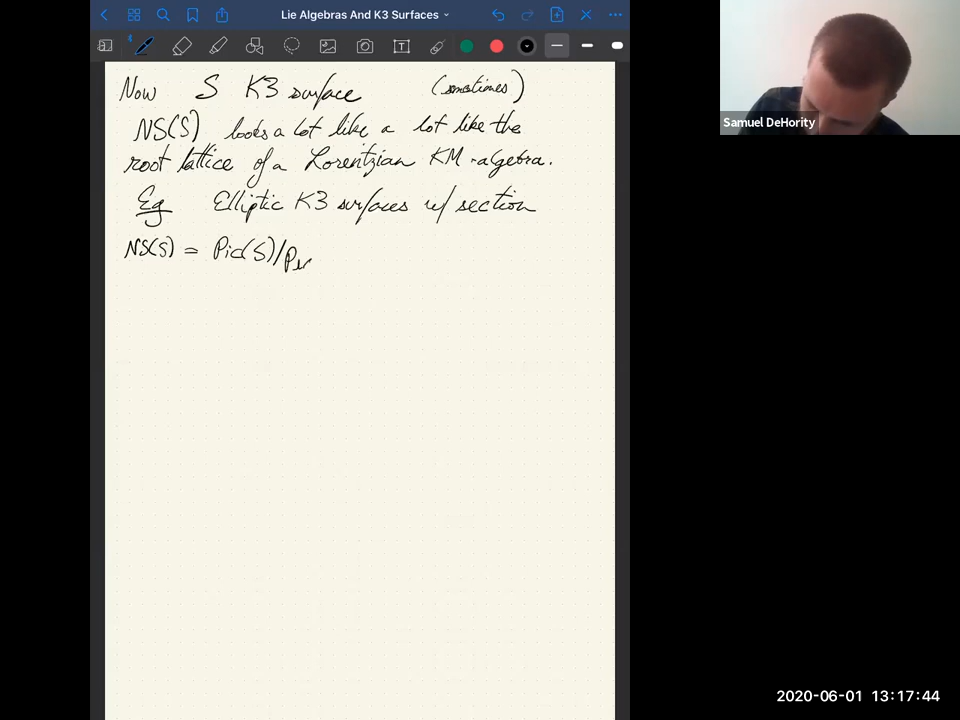 Lie Algebras And K3 Surfaces
Now S K3 surface (sometimes)
NS(S) looks a lot like a lot like the
root lattice of a Lorentzian KM-algebra.
Eg Elliptic K3 surfaces w/ section
NS(S) = Pic(S)/
Samuel DeHority
2020-06-01 13:17:44